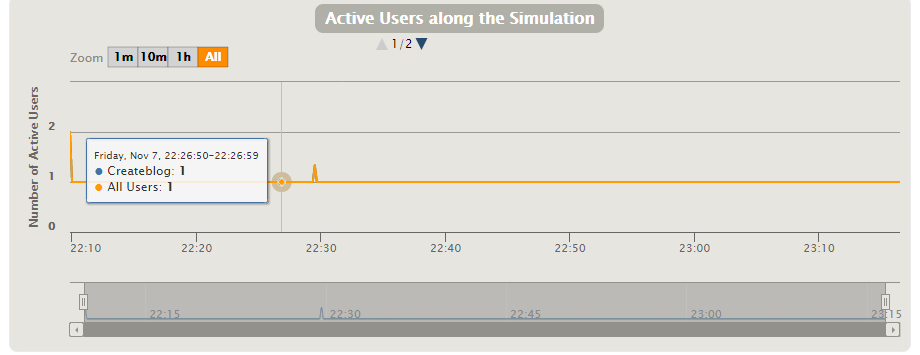 Active Users along the Simulation
1/2
Zoom 1m 10m 1h All
Number of Active Users
2
1
0
Friday, Nov 7, 22:26:50-22:26:59
Createblog: 1
All Users: 1
22:10 22:20 22:30 22:40 22:50 23:00 23:10
22:15 22:30 22:45 23:00 23:15